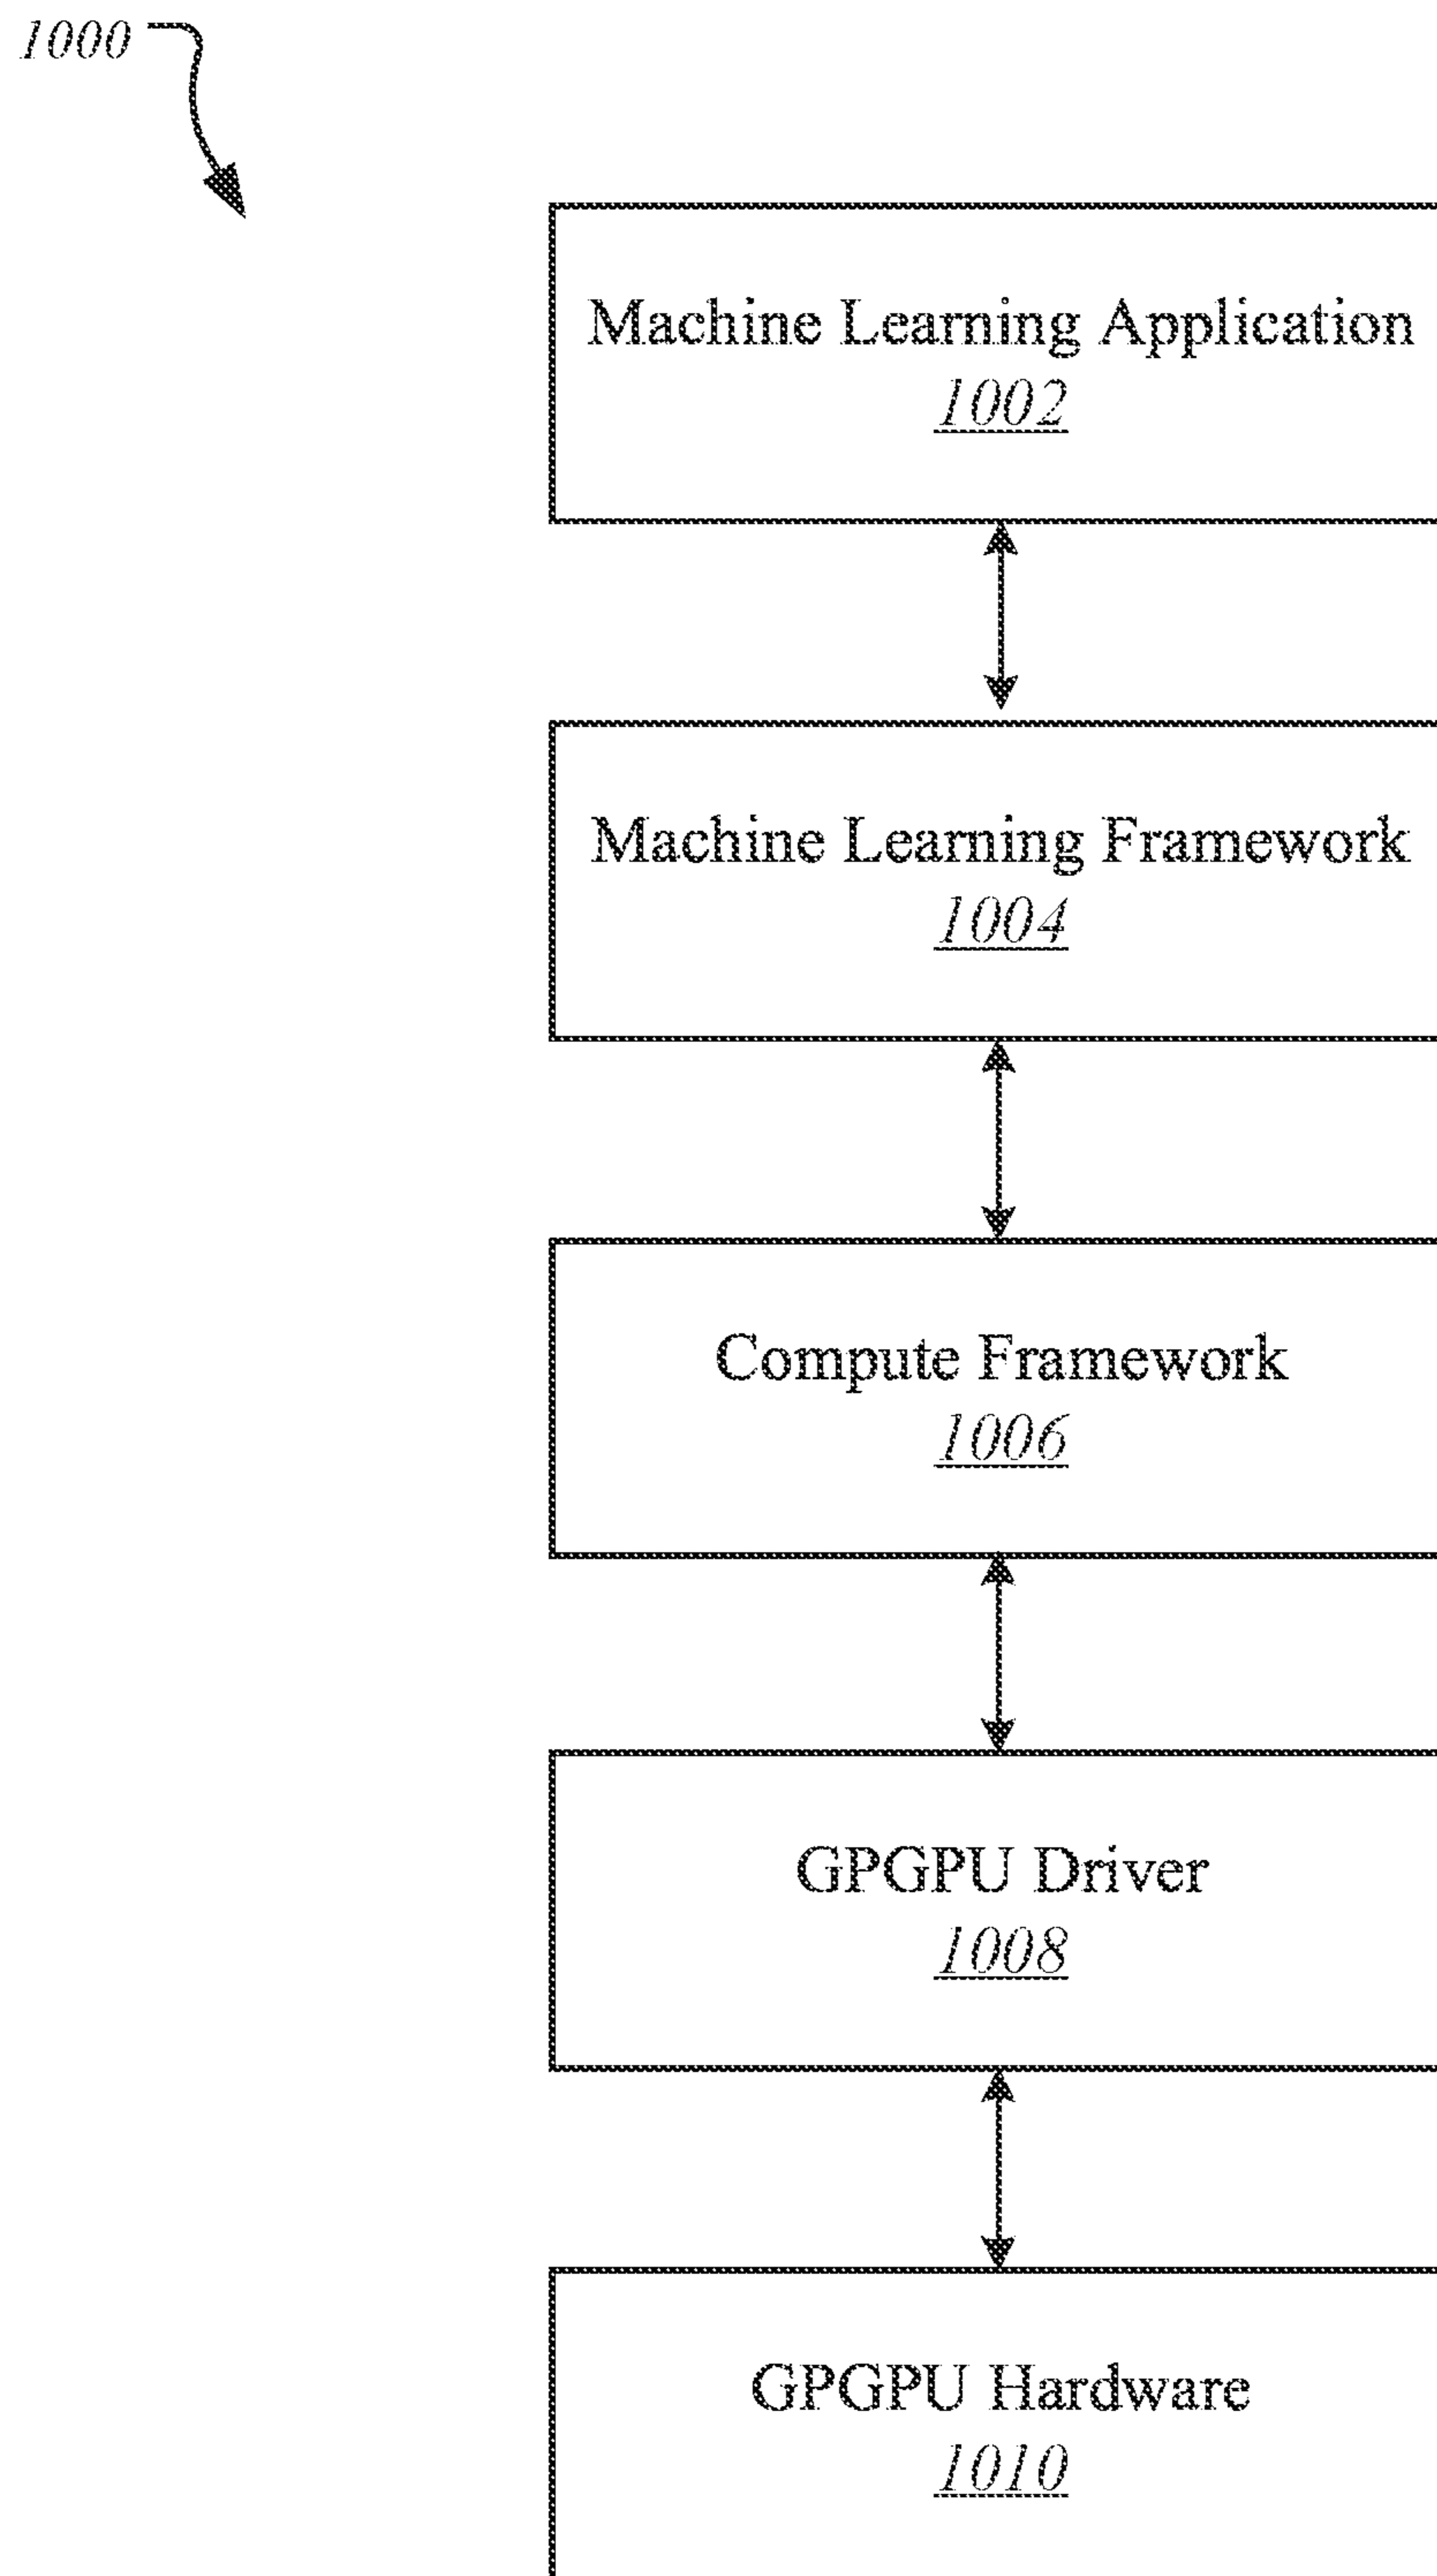 1000
Machine Learning Application
1002
Machine Learning Framework
1004
Compute Framework
1006
GPGPU Driver
1008
GPGPU Hardware
1010